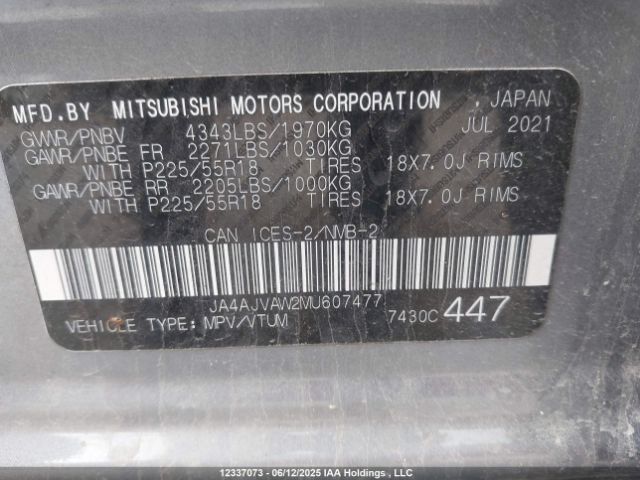 MFD.BY MITSUBISHI MOTORS CORPORATION , JAPAN
GVWR/PNBV 4343LBS/1970KG JUL 2021
GAWR/PNBE FR 2271LBS/1030KG
WITH P225/55R18 TIRES 18X7.0J RIMS
GAWR/PNBE RR 2205LBS/1000KG
WITH P225/55R18 TIRES 18X7.0J RIMS
CAN ICES-2/NMB-2
JA4AJVAW2MU607477
VEHICLE TYPE:MPV/VTUM 7430C 447
12337073 - 06/12/2025 IAA Holdings , LLC